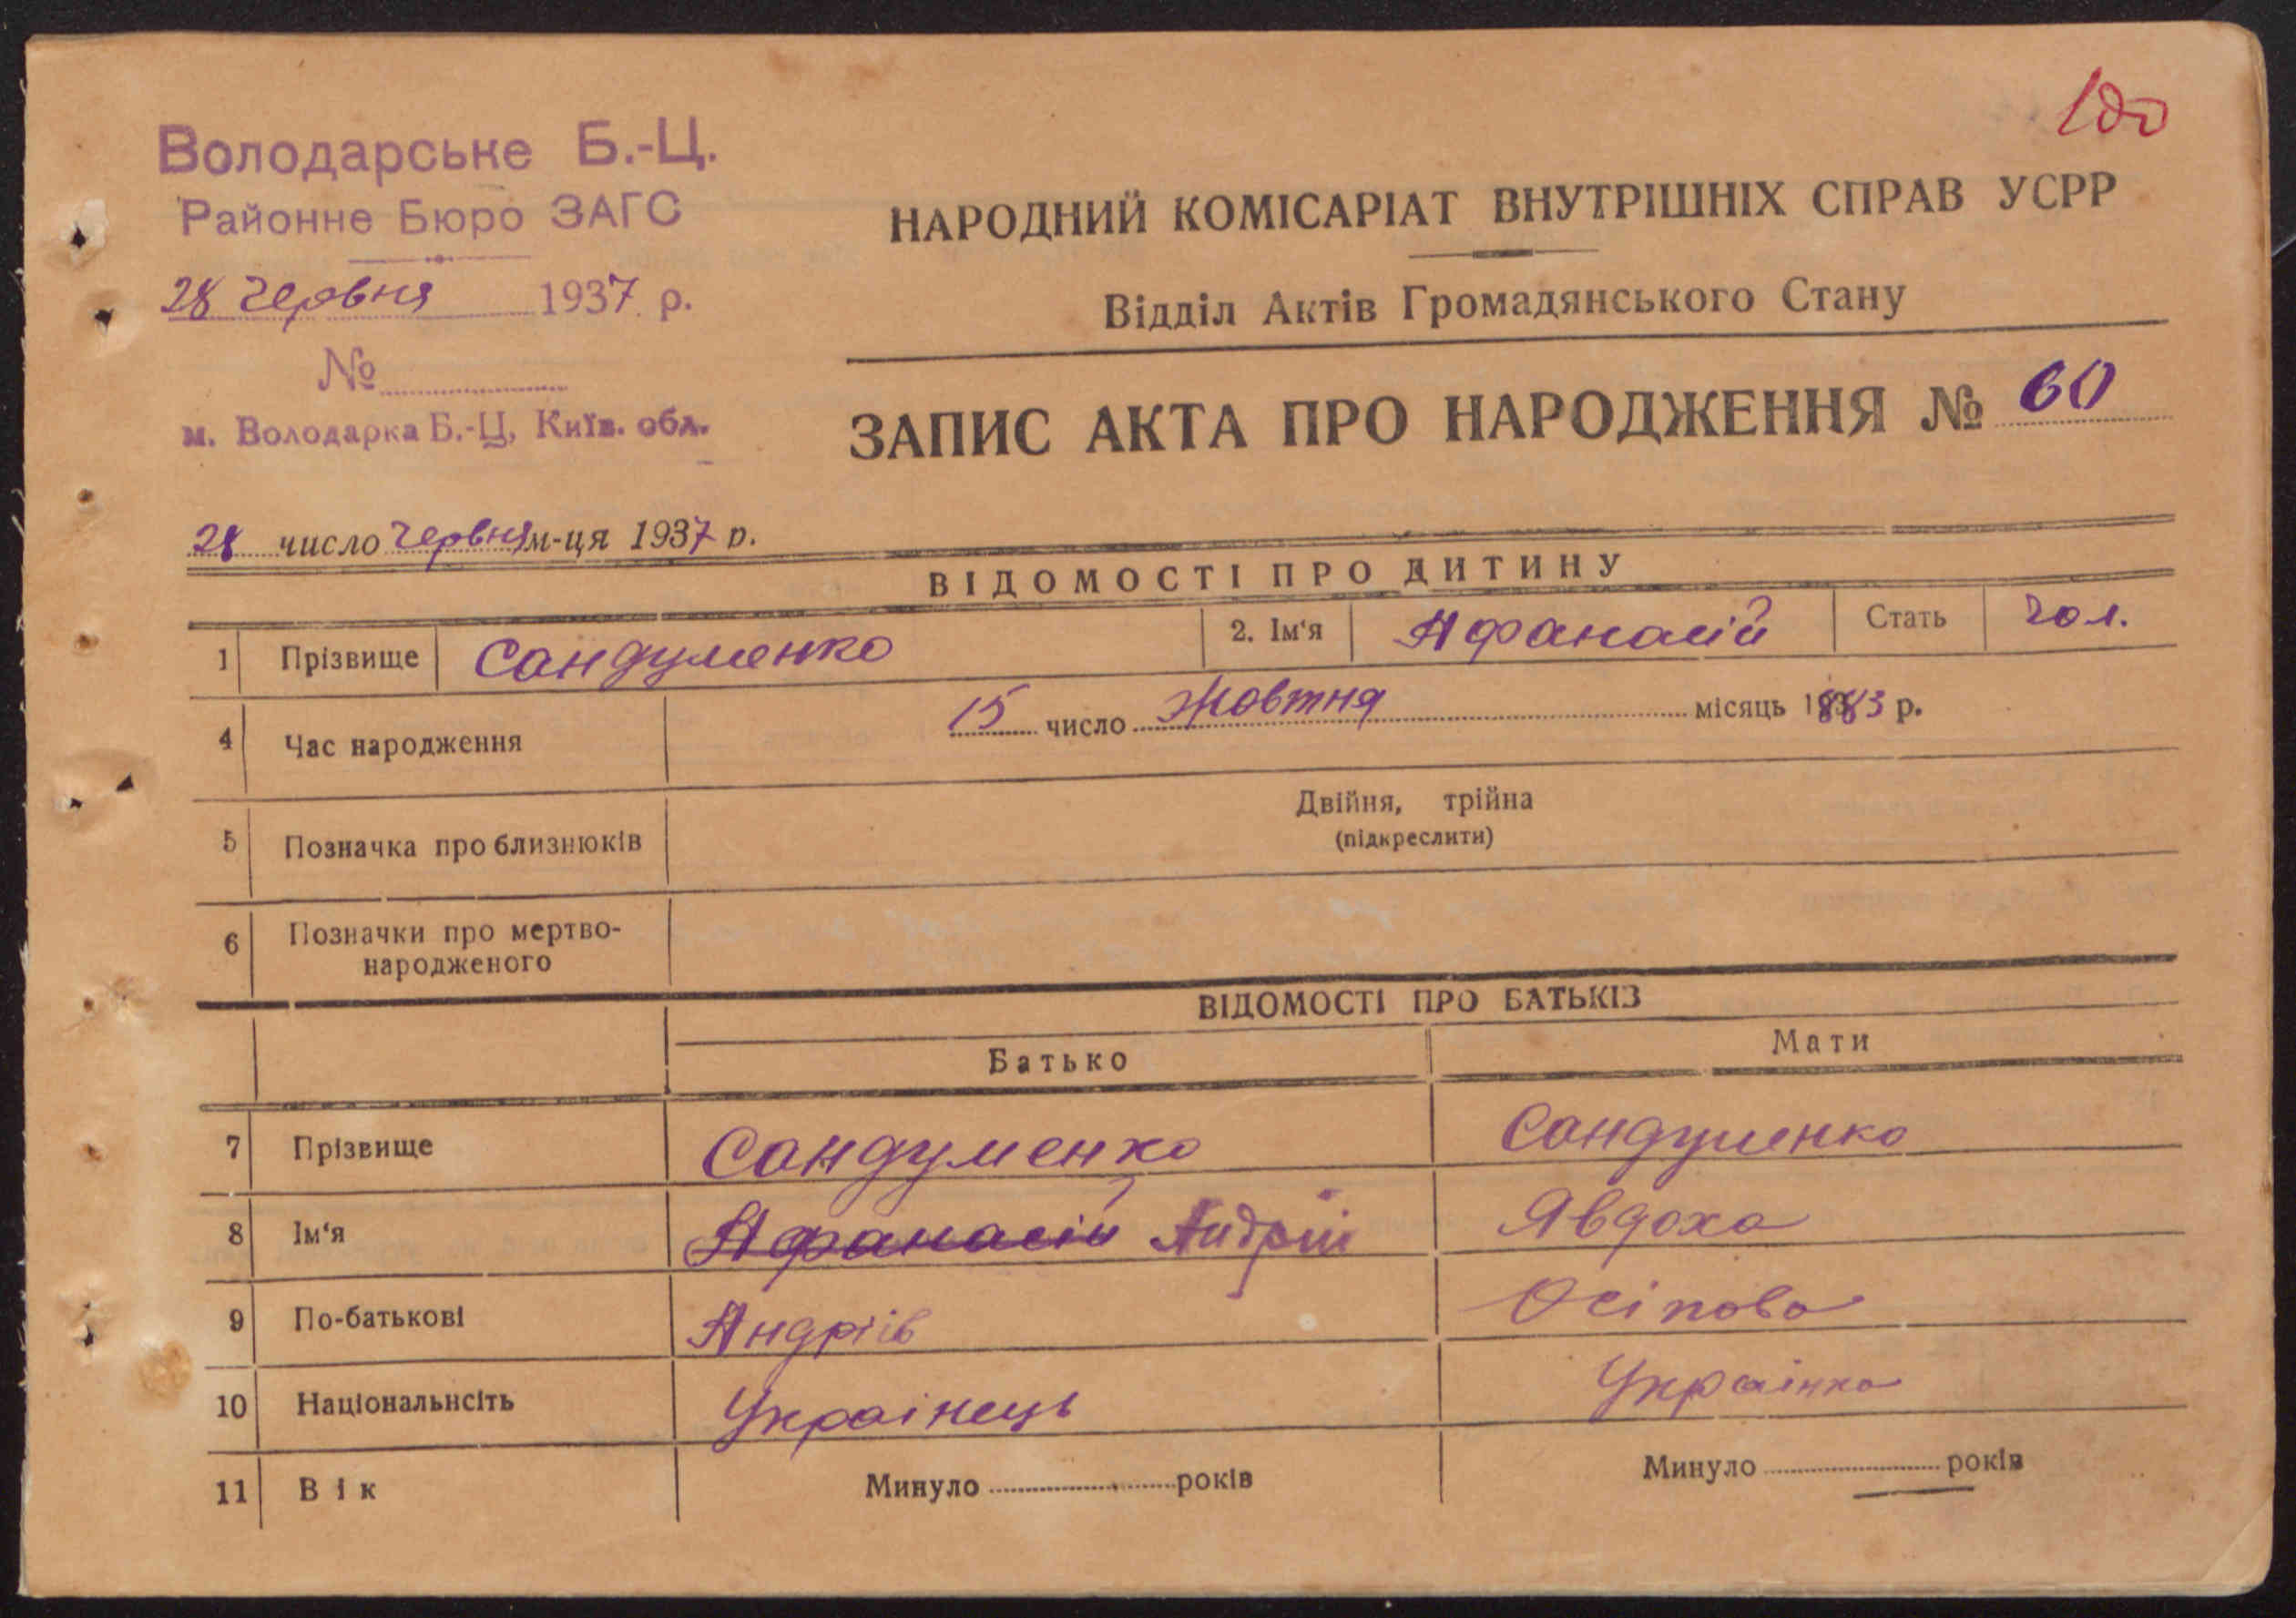 100
Володарське Б.-Ц.
Районне Бюро ЗАГС
28 червня 1937 р.
№
м. Володарка Б.-Ц, Київ. обл.
НАРОДНИЙ КОМІСАРІАТ ВНУТРІШНІХ СПРАВ УСРР
Відділ Актів Громадянського Стану
ЗАПИС АКТА ПРО НАРОДЖЕННЯ № 60
28 число червня м-ця 1937 р.
ВІДОМОСТІ ПРО ДИТИНУ
1 Прізвище Сандуменко 2. Ім'я Афанасій Стать Чол.
4 Час народження 15 число Жовтня місяць 1883 р.
5 Позначка про близнюків Двійня, трійна
(підкреслити)
6 Позначки про мертво-
народженого
ВІДОМОСТІ ПРО БАТЬКІВ
Батько Мати
7 Прізвище Сандуменко Сандуменко
8 Ім'я Афанасій Андрій Явдоха
9 По-батькові Андріїв Осіпова
10 Національнсіть Украінець Украінка
11 Вік Минуло років Минуло років